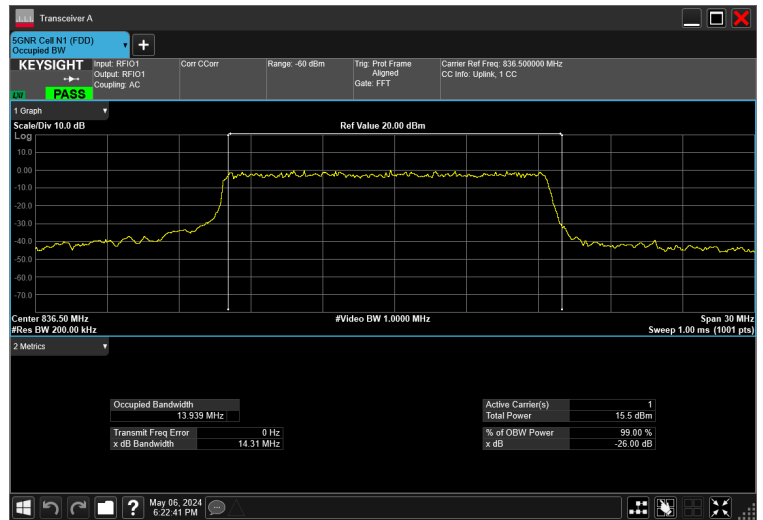 Transceiver A
5GNR Cell N1 (FDD)
Occupied BW
KEYSIGHT
LXI
PASS
Input: RFIO1
Output: RFIO1
Coupling: AC
Corr CCorr
Range: -60 dBm
Trig: Prot Frame
Aligned
Gate: FFT
Carrier Ref Freq: 836.500000 MHz
CC Info: Uplink, 1 CC
1 Graph
Scale/Div 10.0 dB
Ref Value 20.00 dBm
Log
10.0
0.00
-10.0
-20.0
-30.0
-40.0
-50.0
-60.0
-70.0
Center 836.50 MHz
#Video BW 1.0000 MHz
Span 30 MHz
#Res BW 200.00 kHz
Sweep 1.00 ms (1001 pts)
2 Metrics
Occupied Bandwidth
13.939 MHz
Transmit Freq Error 0 Hz
x dB Bandwidth 14.31 MHz
Active Carrier(s) 1
Total Power 15.5 dBm
% of OBW Power 99.00 %
x dB -26.00 dB
May 06, 2024
6:22:41 PM